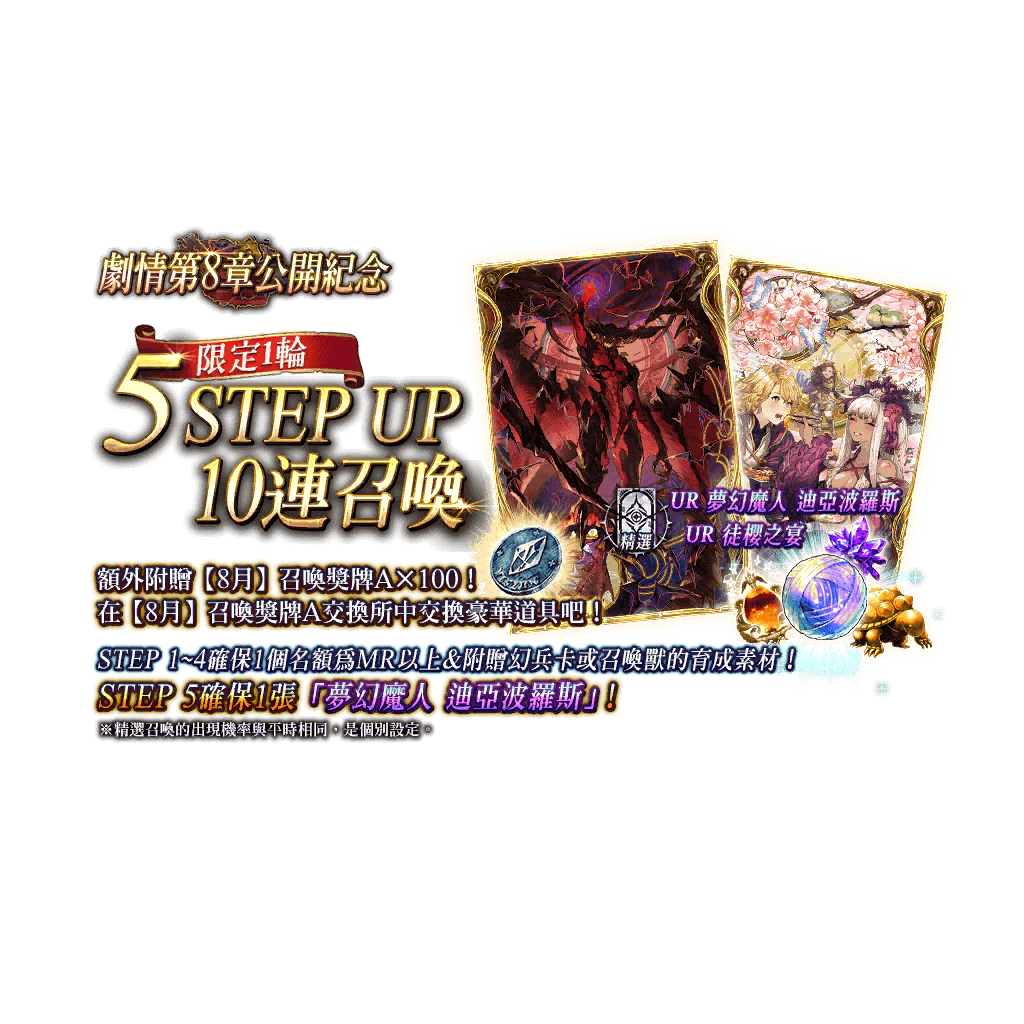 劇情第8章公開紀念
限定1輪
5 STEP UP
10連召喚
UR 夢幻魔人 迪亞波羅斯
精選
UR 徒櫻之宴
額外附贈【8月】召喚獎牌A×100！
在【8月】召喚獎牌A交換所中交換豪華道具吧！
STEP 1~4確保1個名額爲MR以上&附贈幻兵卡或召喚獸的育成素材！
STEP 5確保1張「夢幻魔人 迪亞波羅斯」！
※精選召喚的出現機率與平時相同，是個別設定。